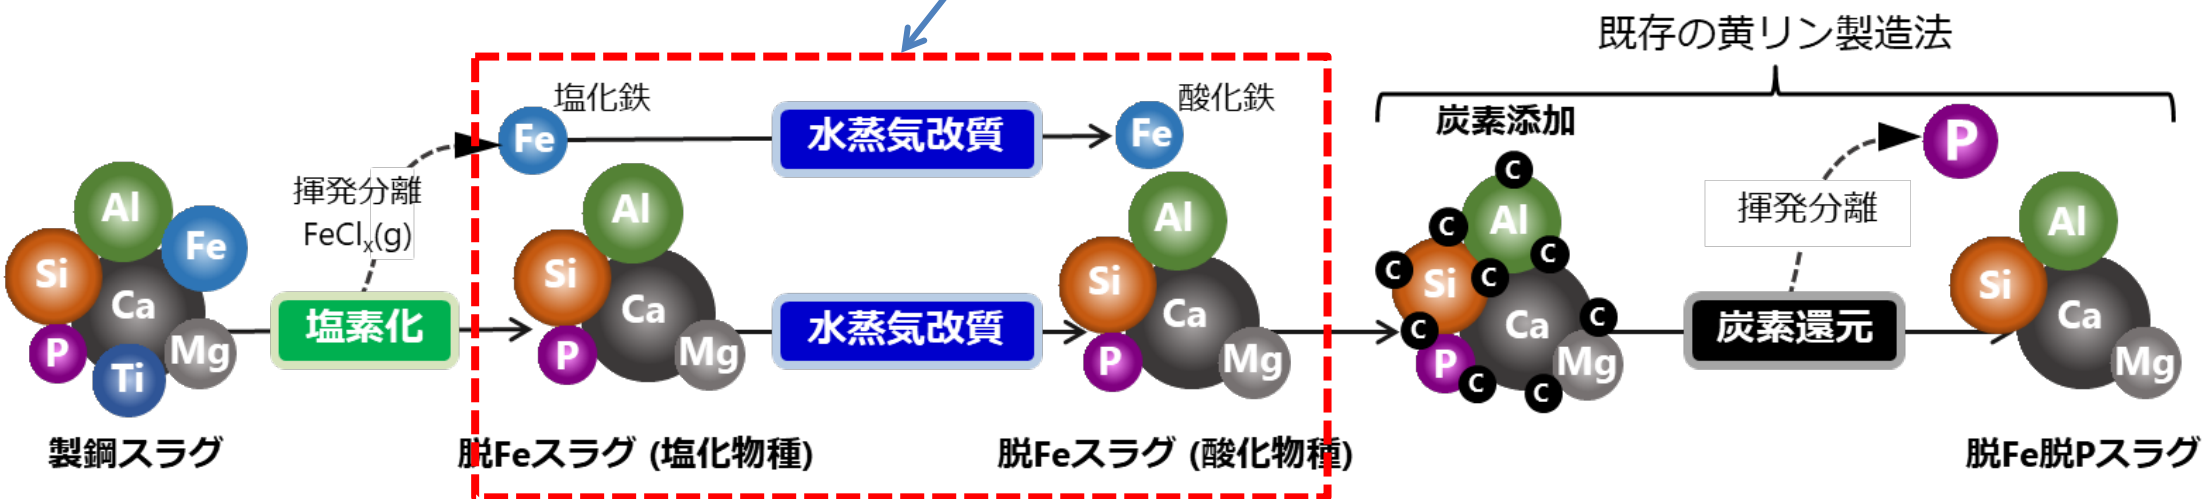 既存の黄リン製造法
塩化鉄
酸化鉄
炭素添加
Fe
水蒸気改質
Fe
P
揮発分離
FeClx(g)
揮発分離
Al
Fe
Si
Ca
P
Ti
Mg
塩素化
Al
Si
Ca
P
Mg
水蒸気改質
Al
Si
Ca
P
Mg
C
Al
C
C
C
Si
C
Ca
C
C
P
C
C
Mg
炭素還元
Al
Si
Ca
Mg
製鋼スラグ
脱Feスラグ (塩化物種)
脱Feスラグ (酸化物種)
脱Fe脱Pスラグ